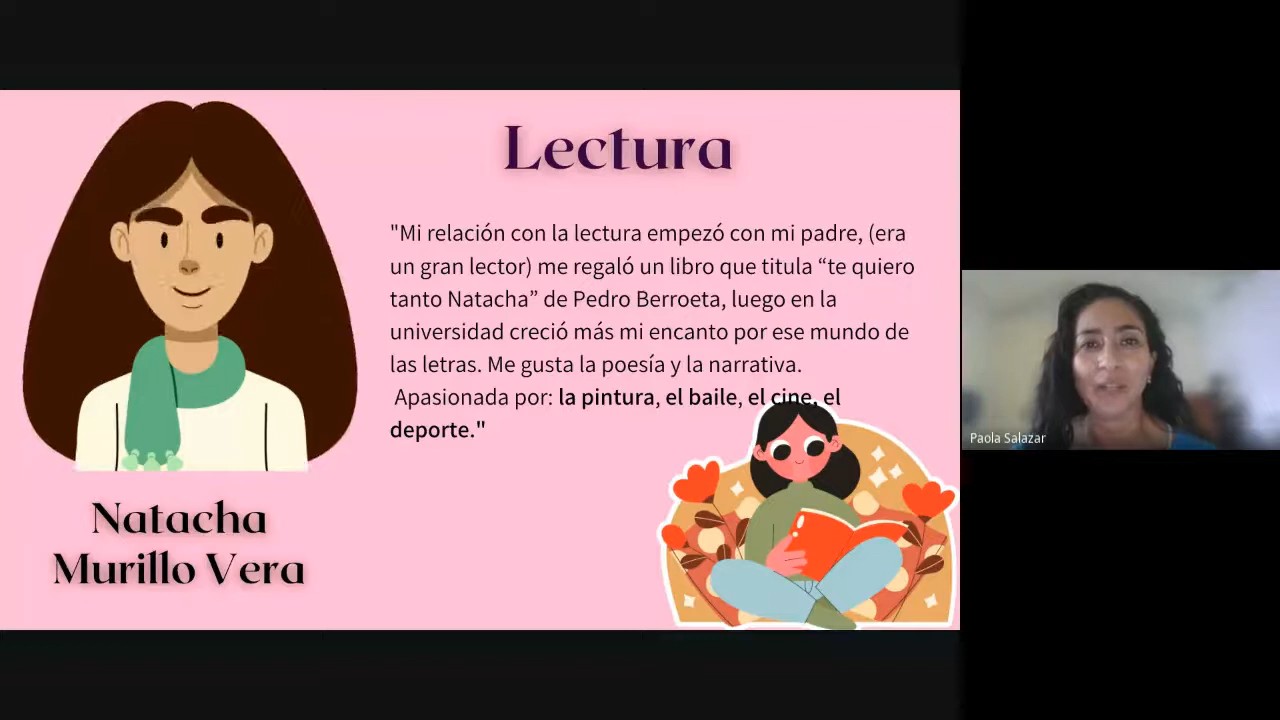 Lectura
"Mi relación con la lectura empezó con mi padre, (era
un gran lector) me regaló un libro que titula “te quiero
tanto Natacha” de Pedro Berroeta, luego en la
universidad creció más mi encanto por ese mundo de
las letras. Me gusta la poesía y la narrativa.
Apasionada por: la pintura, el baile, el cine, el
deporte."
Natacha
Murillo Vera
Paola Salazar